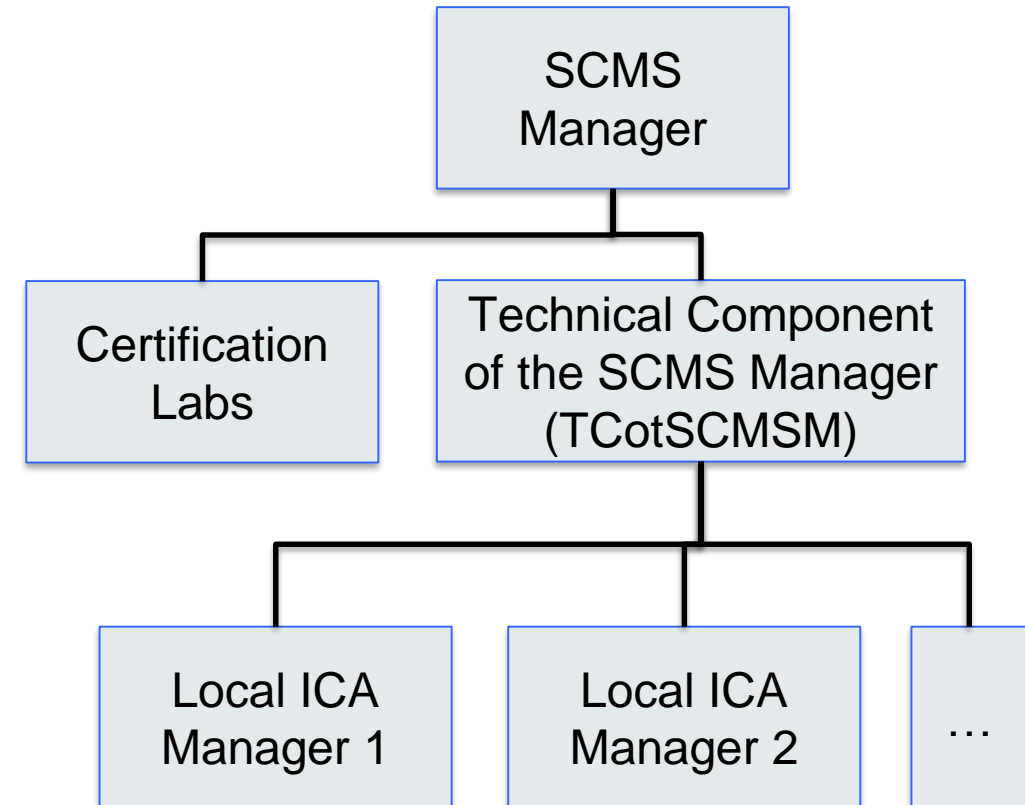 SCMS
Manager
Certification
Labs
Technical Component
of the SCMS Manager
(TCotSCMSM)
Local ICA
Manager 1
Local ICA
Manager 2
…